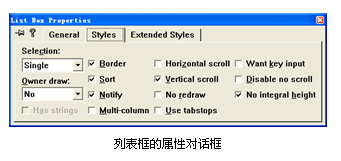 List Box Properties
General Styles Extended Styles
Selection: Border Horizontal scroll Want key input
Single Sort Vertical scroll Disable no scroll
Owner draw: Notify No redraw No integral height
No
Has strings Multi-column Use tabstops
列表框的属性对话框